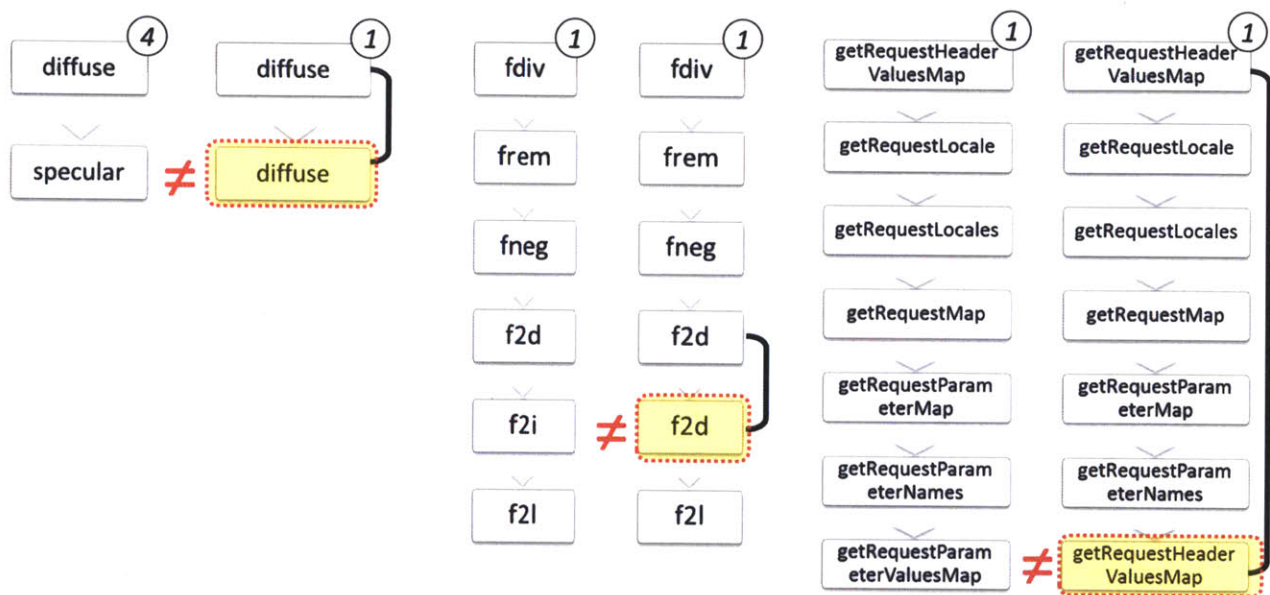 4
diffuse
specular
≠
1
diffuse
diffuse
1
fdiv
frem
fneg
f2d
f2i
f2l
≠
1
fdiv
frem
fneg
f2d
f2d
f2l
1
getRequestHeader
ValuesMap
getRequestLocale
getRequestLocales
getRequestMap
getRequestParam
eterMap
getRequestParam
eterNames
getRequestParam
eterValuesMap
≠
1
getRequestHeader
ValuesMap
getRequestLocale
getRequestLocales
getRequestMap
getRequestParam
eterMap
getRequestParam
eterNames
getRequestHeader
ValuesMap